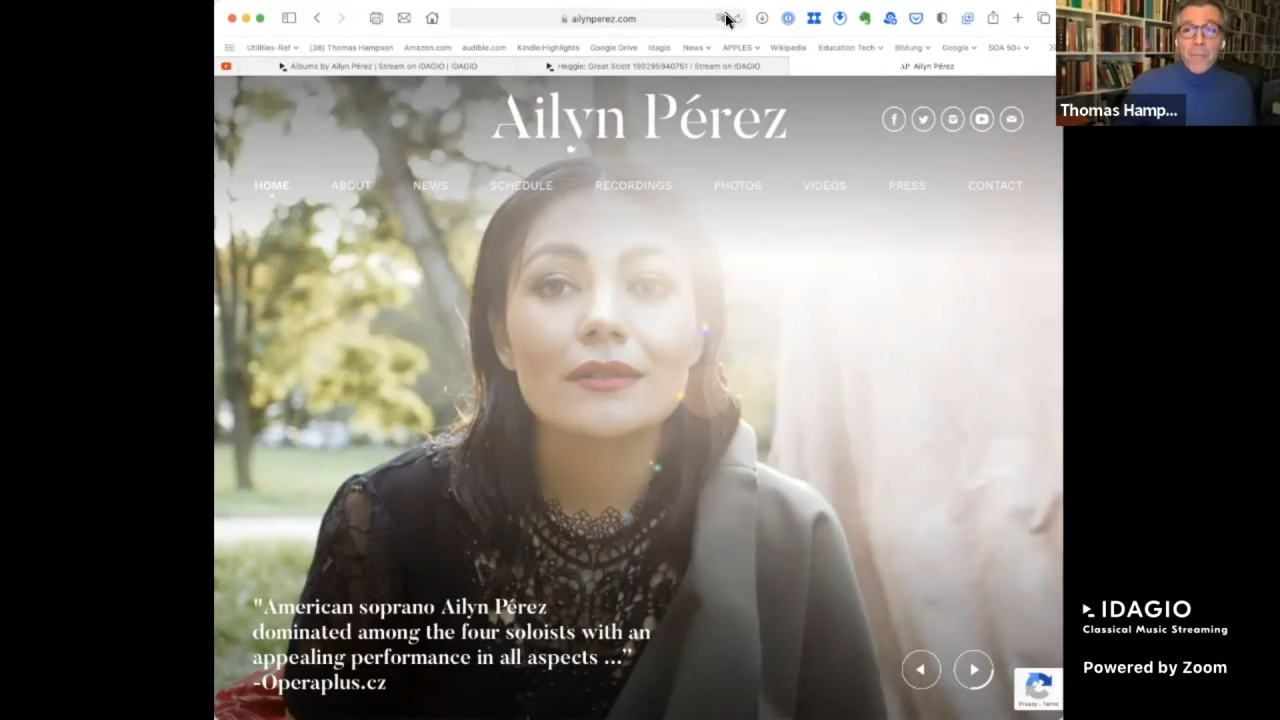 ailynperez.com
Utilities-Ref (38) Thomas Hampson Amazon.com audible.com Kindle:Highlights Google Drive Idagio News APPLES Wikipedia Education Tech Bildung Google SOA 50+
Albums by Ailyn Pérez | Stream on IDAGIO | IDAGIO
Heggie: Great Scott 190295940751 | Stream on IDAGIO
AP Ailyn Pérez
Thomas Hamp...
Ailyn Pérez
HOME ABOUT NEWS SCHEDULE RECORDINGS PHOTOS VIDEOS PRESS CONTACT
"American soprano Ailyn Pérez
dominated among the four soloists with an
appealing performance in all aspects ...”
-Operaplus.cz
Privacy - Terms
IDAGIO
Classical Music Streaming
Powered by Zoom